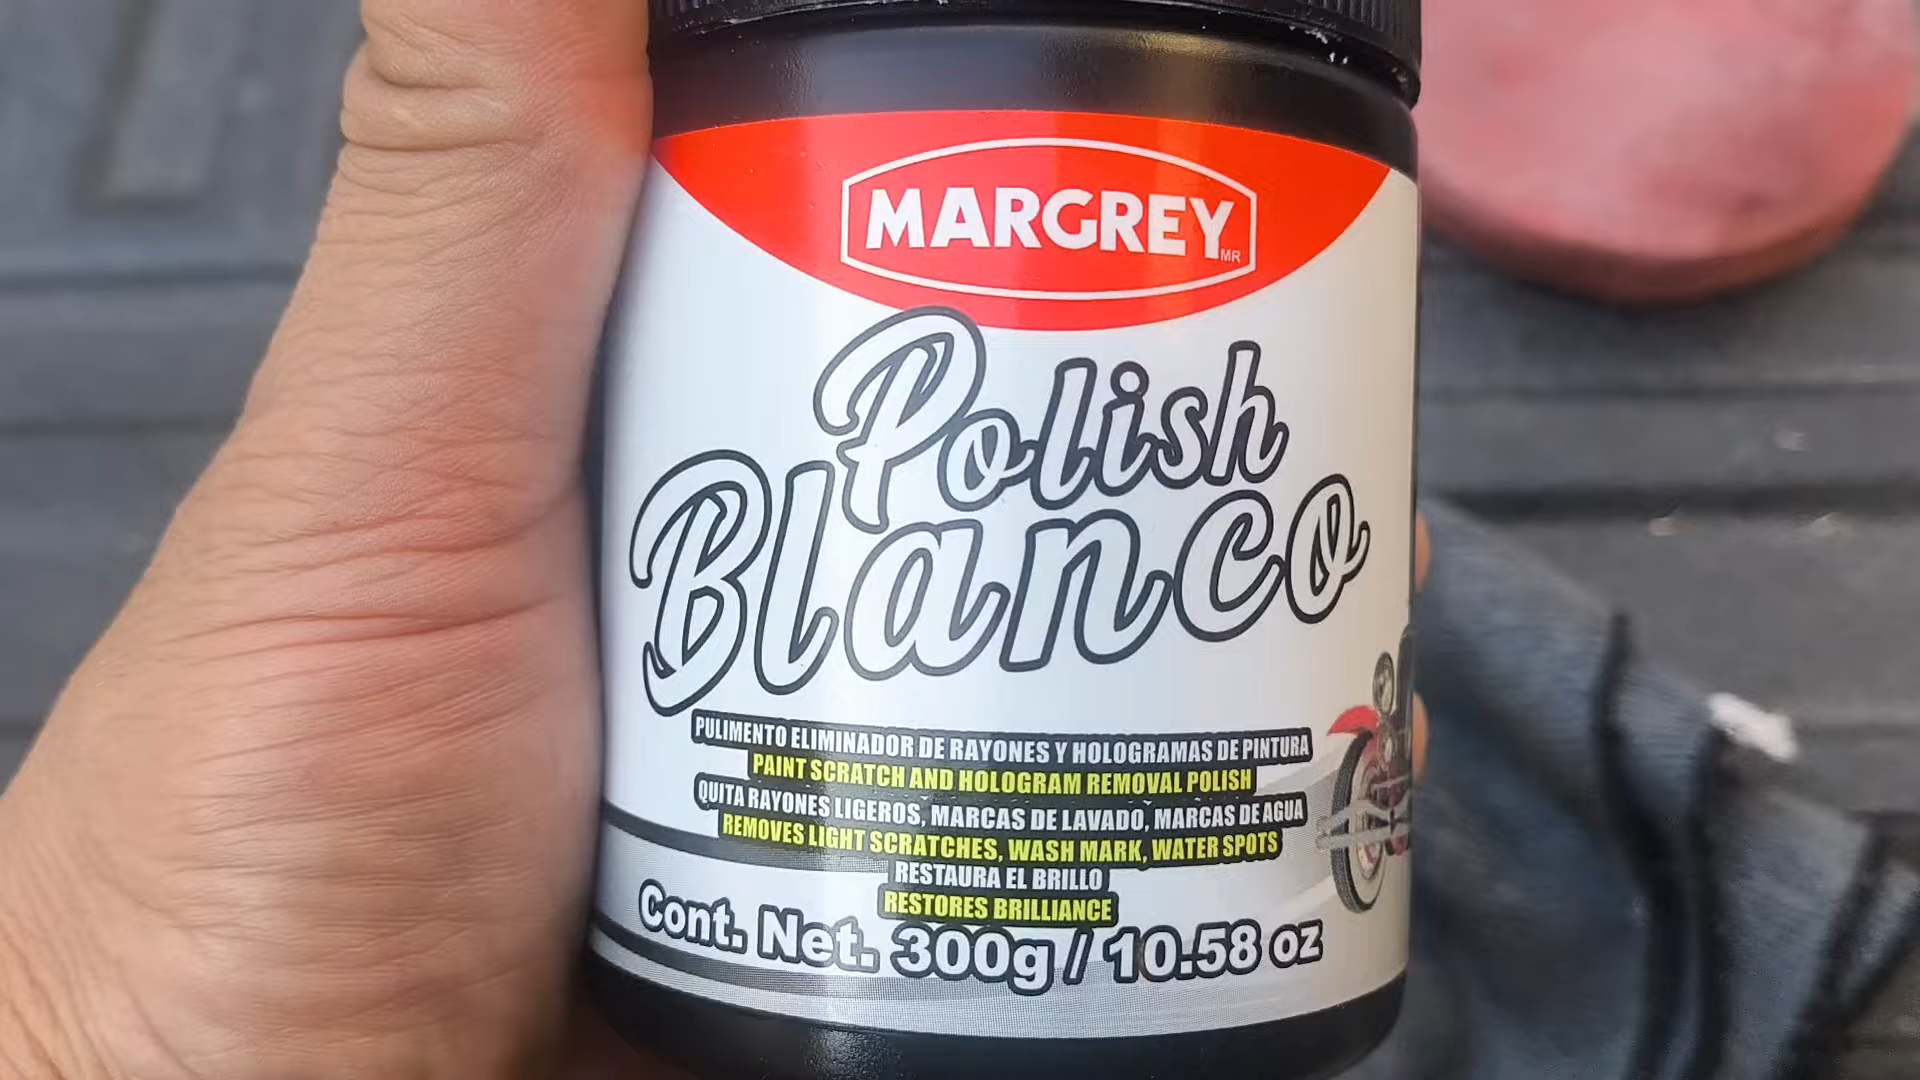 MARGREY MR
Polish
Blanco
PULIMENTO ELIMINADOR DE RAYONES Y HOLOGRAMAS DE PINTURA
PAINT SCRATCH AND HOLOGRAM REMOVAL POLISH
QUITA RAYONES LIGEROS, MARCAS DE LAVADO, MARCAS DE AGUA
REMOVES LIGHT SCRATCHES, WASH MARK, WATER SPOTS
RESTAURA EL BRILLO
RESTORES BRILLIANCE
Cont. Net. 300g / 10.58 oz